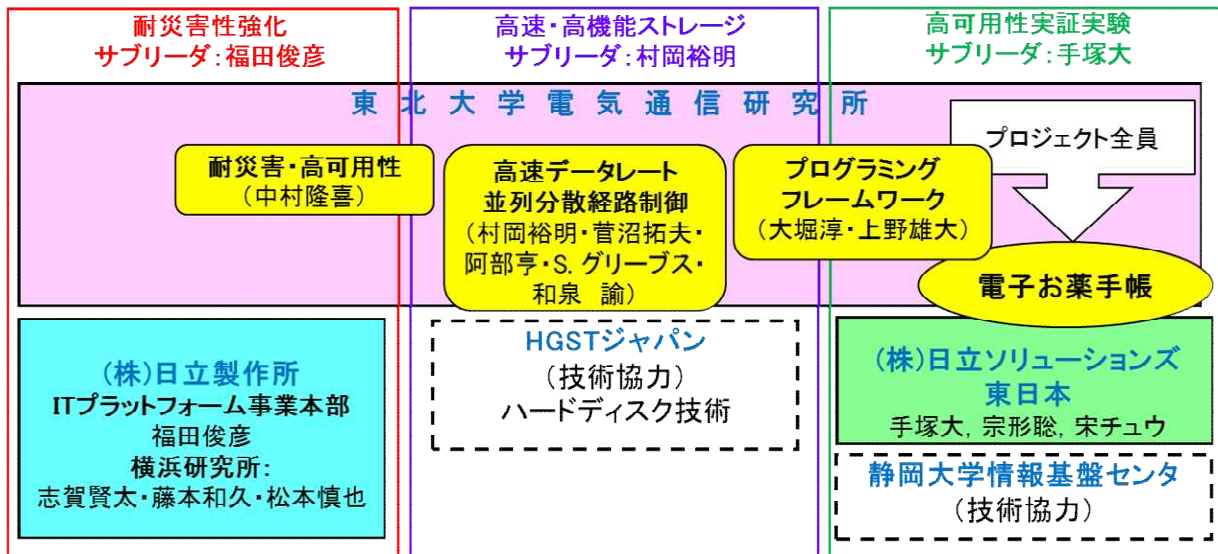 耐災害性強化
サブリーダ:福田俊彦
高速・高機能ストレージ
サブリーダ:村岡裕明
高可用性実証実験
サブリーダ:手塚大
東北大学電気通信研究所
プロジェクト全員
耐災害・高可用性
(中村隆喜)
高速データレート
並列分散経路制御
(村岡裕明・菅沼拓夫・
阿部亨・S. グリーブス・
和泉 諭)
プログラミング
フレームワーク
(大堀淳・上野雄大)
電子お薬手帳
(株)日立製作所
ITプラットフォーム事業本部
福田俊彦
横浜研究所:
志賀賢太・藤本和久・松本慎也
HGSTジャパン
(技術協力)
ハードディスク技術
(株)日立ソリューションズ
東日本
手塚大, 宗形聡, 宋チュウ
静岡大学情報基盤センタ
(技術協力)